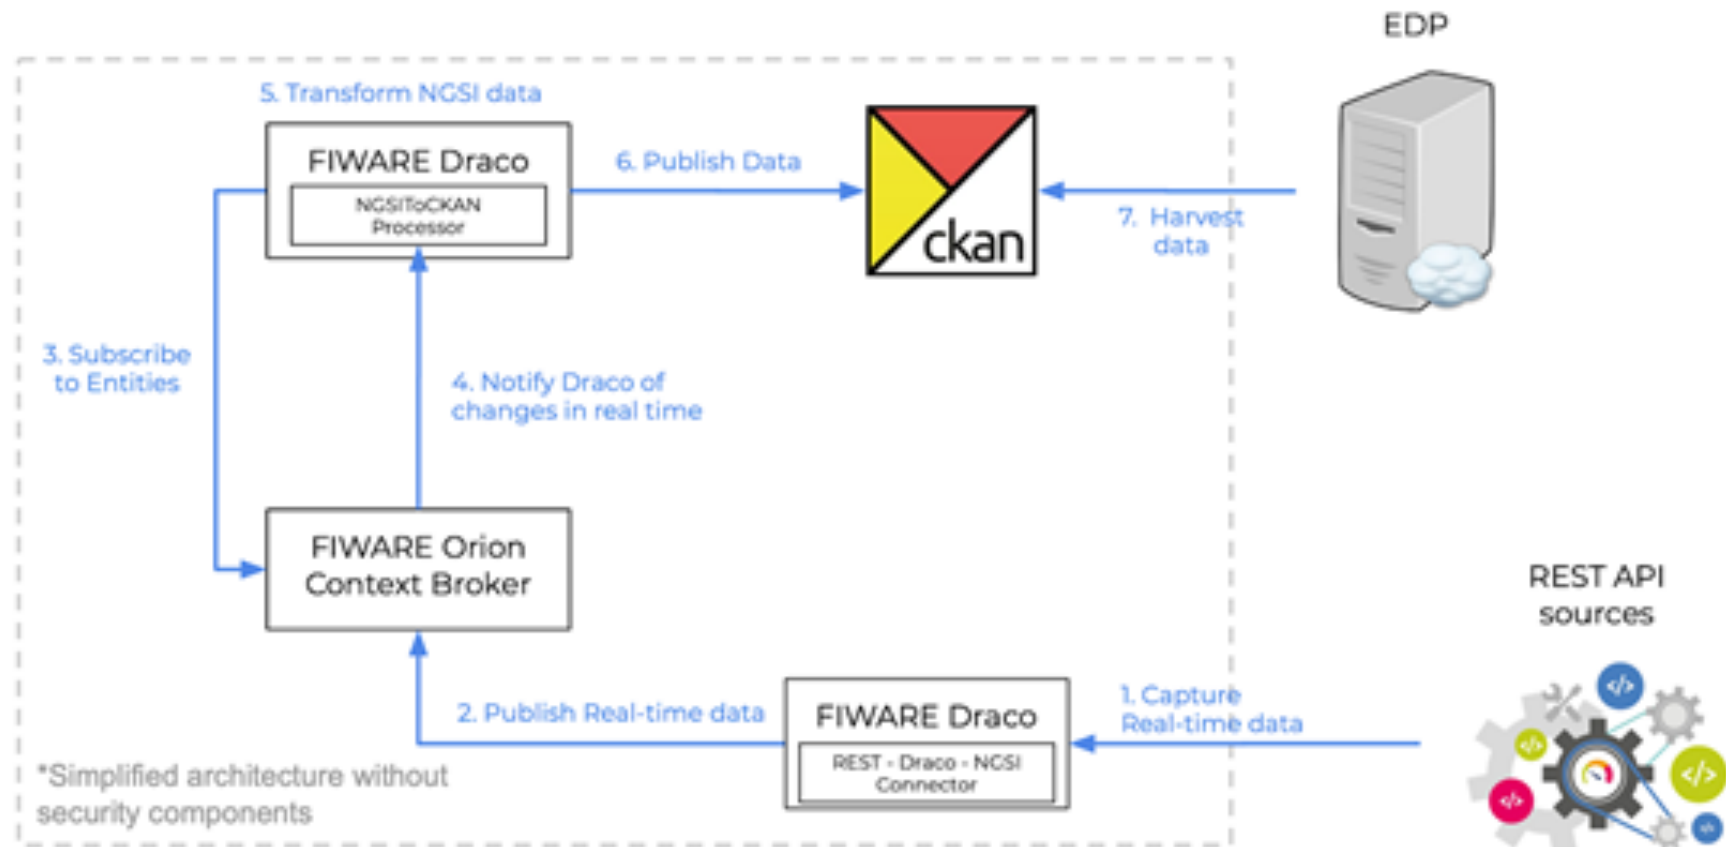 EDP
5. Transform NGSI data
FIWARE Draco
NGSIToCKAN
Processor
6. Publish Data
ckan
7. Harvest
data
3. Subscribe
to Entities
4. Notify Draco of
changes in real time
FIWARE Orion
Context Broker
REST API
sources
2. Publish Real-time data
FIWARE Draco
REST - Draco - NGSI
Connector
1. Capture
Real-time data
*Simplified architecture without
security components
</>
</>
</>
</>
</>